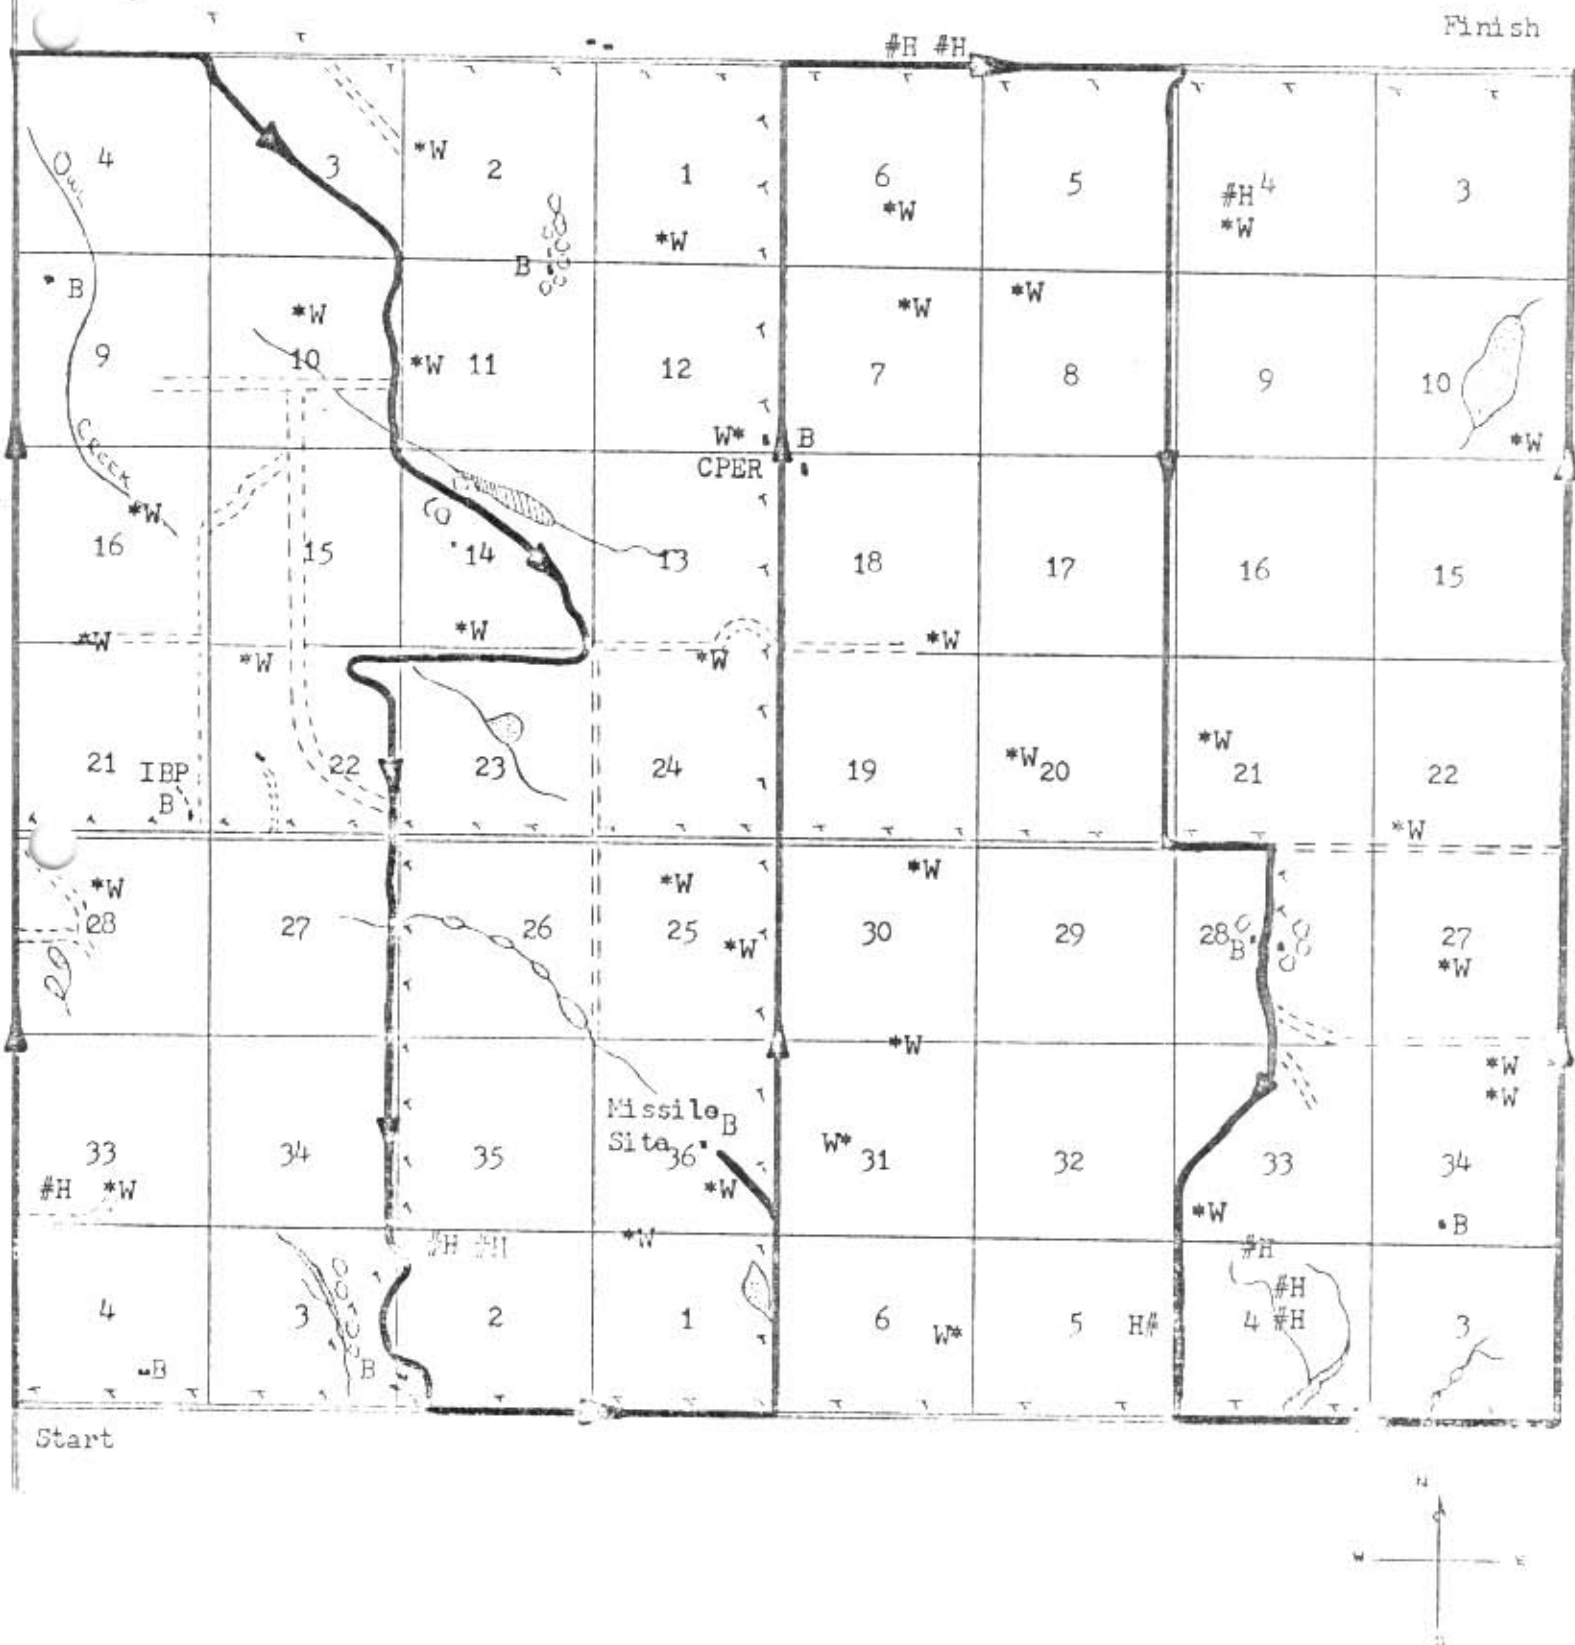 Finish
#H #H
4 3 *W 2 1 6 5 #H 4 3
Owl *W *W *W
B B
*W *W *W
9 10 *W 11 12 7 8 9 10
Creek W* B *W
CPER
*W
16 15 14 13 18 17 16 15
*W *W *W *W *W
21 IBP 22 23 24 19 *W 20 *W 21 22
B *W
*W *W *W
28 27 26 25 *W 30 29 28 B 27
*W
*W *W
*W
Missile B
Site 36 W* 31 32 33 34
33 34 35
#H *W *W *W B
#H #H *W #H
#H
4 3 2 1 6 W* 5 H# 4 #H 3
B B
Start
N
W E